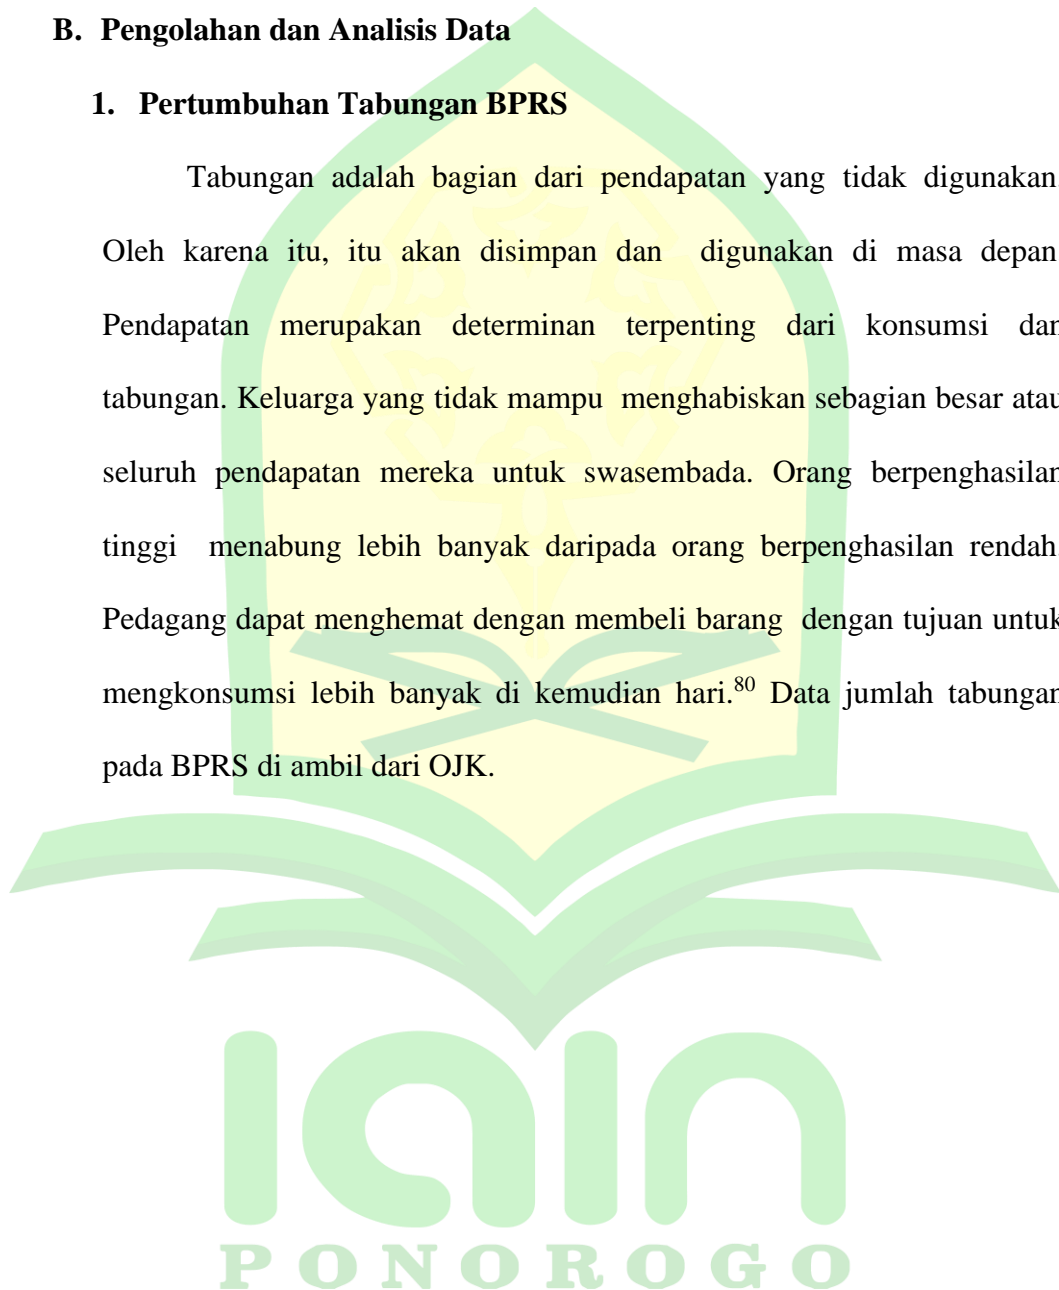 B. Pengolahan dan Analisis Data
1. Pertumbuhan Tabungan BPRS
Tabungan adalah bagian dari pendapatan yang tidak digunakan.
Oleh karena itu, itu akan disimpan dan digunakan di masa depan
Pendapatan merupakan determinan terpenting dari konsumsi dan
tabungan. Keluarga yang tidak mampu menghabiskan sebagian besar atau
seluruh pendapatan mereka untuk swasembada. Orang berpenghasilan
tinggi menabung lebih banyak daripada orang berpenghasilan rendah.
Pedagang dapat menghemat dengan membeli barang dengan tujuan untuk
mengkonsumsi lebih banyak di kemudian hari.80 Data jumlah tabungan
pada BPRS di ambil dari OJK.
iain
PONOROGO